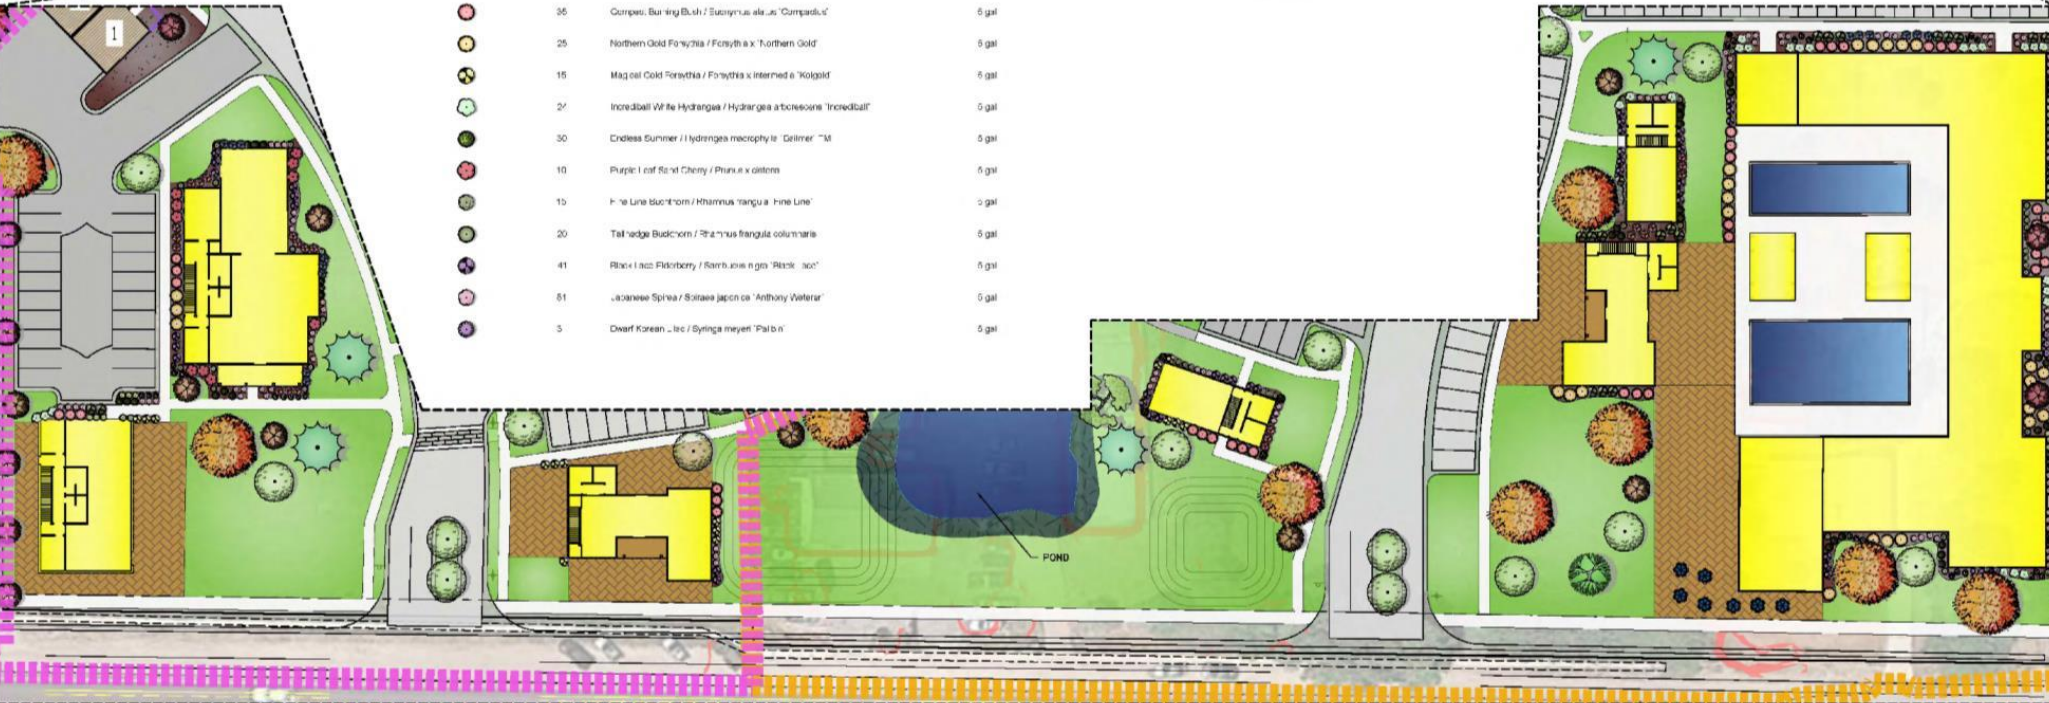 1
36 Compact Burning Bush / Euonymus alatus 'Compactus' 5 gal
25 Northern Gold Forsythia / Forsythia x 'Northern Gold' 5 gal
15 Magical Gold Forsythia / Forsythia x intermedia 'Kolgold' 5 gal
Incrediball White Hydrangea / Hydrangea arborescens 'Incrediball' 5 gal
30 Endless Summer / Hydrangea macrophylla 'Bailmer' TM 5 gal
10 Purple Leaf Sand Cherry / Prunus x cistena 5 gal
15 Fine Line Buckthorn / Rhamnus frangula 'Fine Line' 5 gal
20 Tallhedge Buckthorn / Rhamnus frangula columnaris 5 gal
41 Black Lace Elderberry / Sambucus nigra 'Black Lace' 5 gal
81 Japanese Spirea / Spiraea japonica 'Anthony Waterer' 5 gal
3 Dwarf Korean Lilac / Syringa meyeri 'Palibin' 5 gal
POND